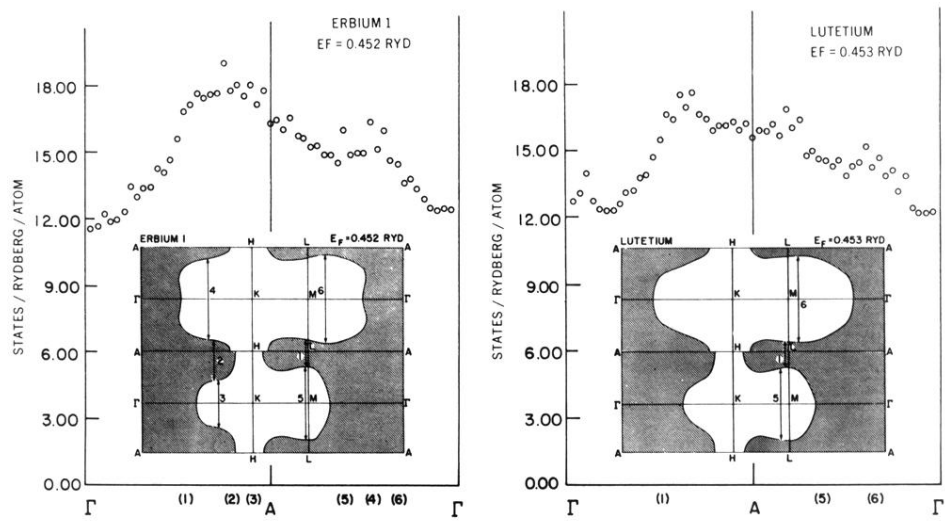 ERBIUM I
EF = 0.452 RYD
STATES / RYDBERG / ATOM
18.00
15.00
12.00
9.00
6.00
3.00
0.00
ERBIUM I
EF = 0.452 RYD
A H L A
4 6
Γ K M Γ
A H A
2 1
3 5
Γ K M Γ
A H L A
Γ (1) (2) (3) A (5) (4) (6) Γ
LUTETIUM
EF = 0.453 RYD
STATES / RYDBERG / ATOM
18.00
15.00
12.00
9.00
6.00
3.00
0.00
LUTETIUM
EF = 0.453 RYD
A H L A
Γ K M Γ
6
A H A
1
5
Γ K M Γ
A H L A
Γ (1) A (5) (6) Γ